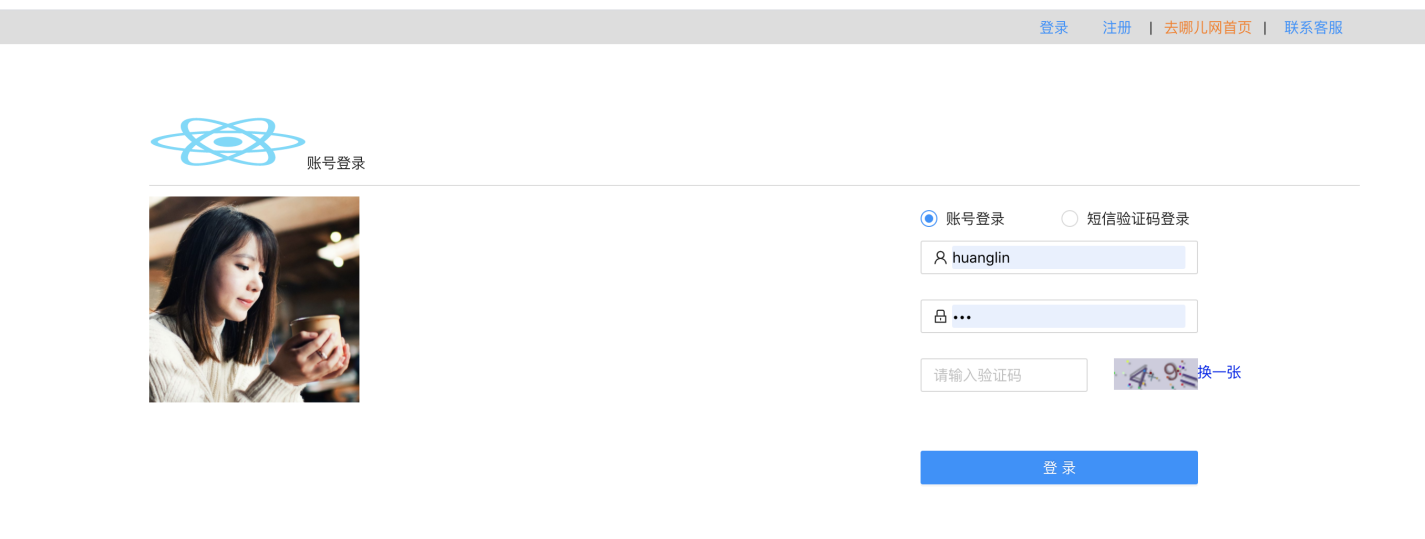 登录 注册 | 去哪儿网首页 | 联系客服
账号登录
账号登录 短信验证码登录
huanglin
•••
请输入验证码 换一张
登 录